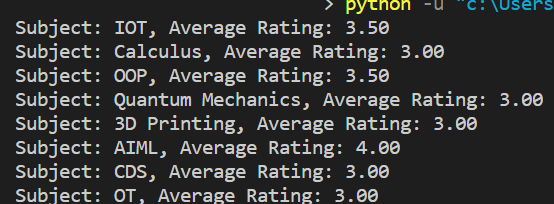 > python -u "c:\Users
Subject: IOT, Average Rating: 3.50
Subject: Calculus, Average Rating: 3.00
Subject: OOP, Average Rating: 3.50
Subject: Quantum Mechanics, Average Rating: 3.00
Subject: 3D Printing, Average Rating: 3.00
Subject: AIML, Average Rating: 4.00
Subject: CDS, Average Rating: 3.00
Subject: OT, Average Rating: 3.00